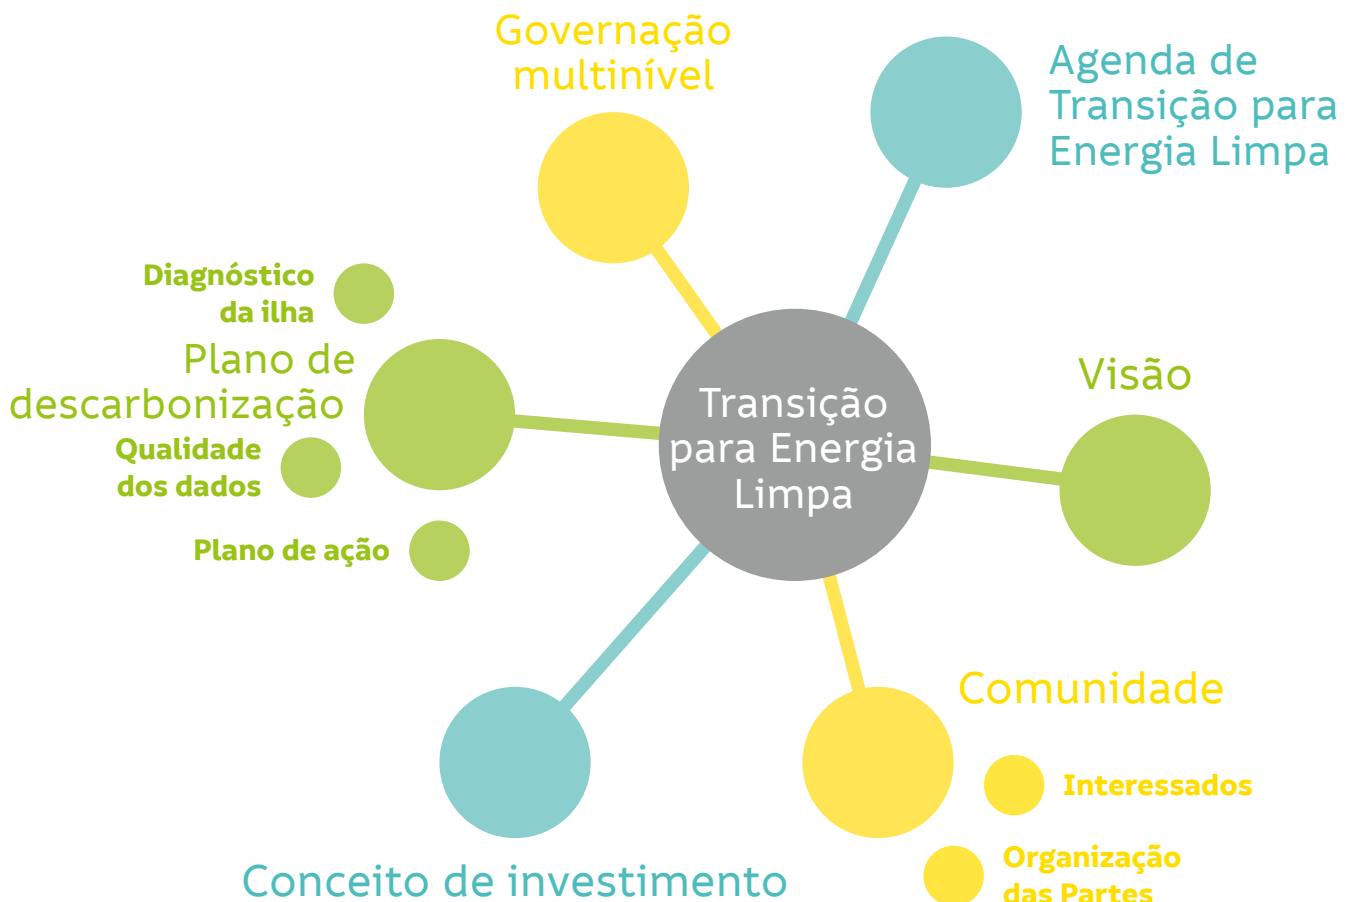 Governação
multinível
Agenda de
Transição para
Energia Limpa
Diagnóstico
da ilha
Plano de
descarbonização
Qualidade
dos dados
Plano de ação
Transição
para Energia
Limpa
Visão
Comunidade
Interessados
Organização
das Partes
Conceito de investimento